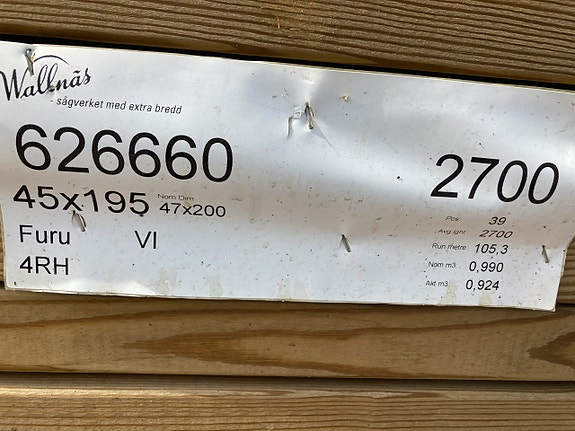 Wallnäs
- sågverket med extra bredd
626660
2700
45x195 Nom Dim 47x200
Pcs 39
Avg lght 2700
Furu VI
Run metre 105,3
4RH
Nom m3 0,990
Akt m3 0,924